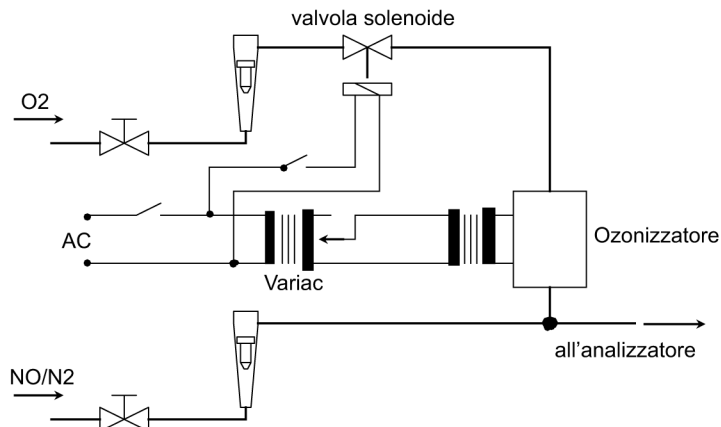 valvola solenoide
O2
AC
Variac
Ozonizzatore
all'analizzatore
NO/N2